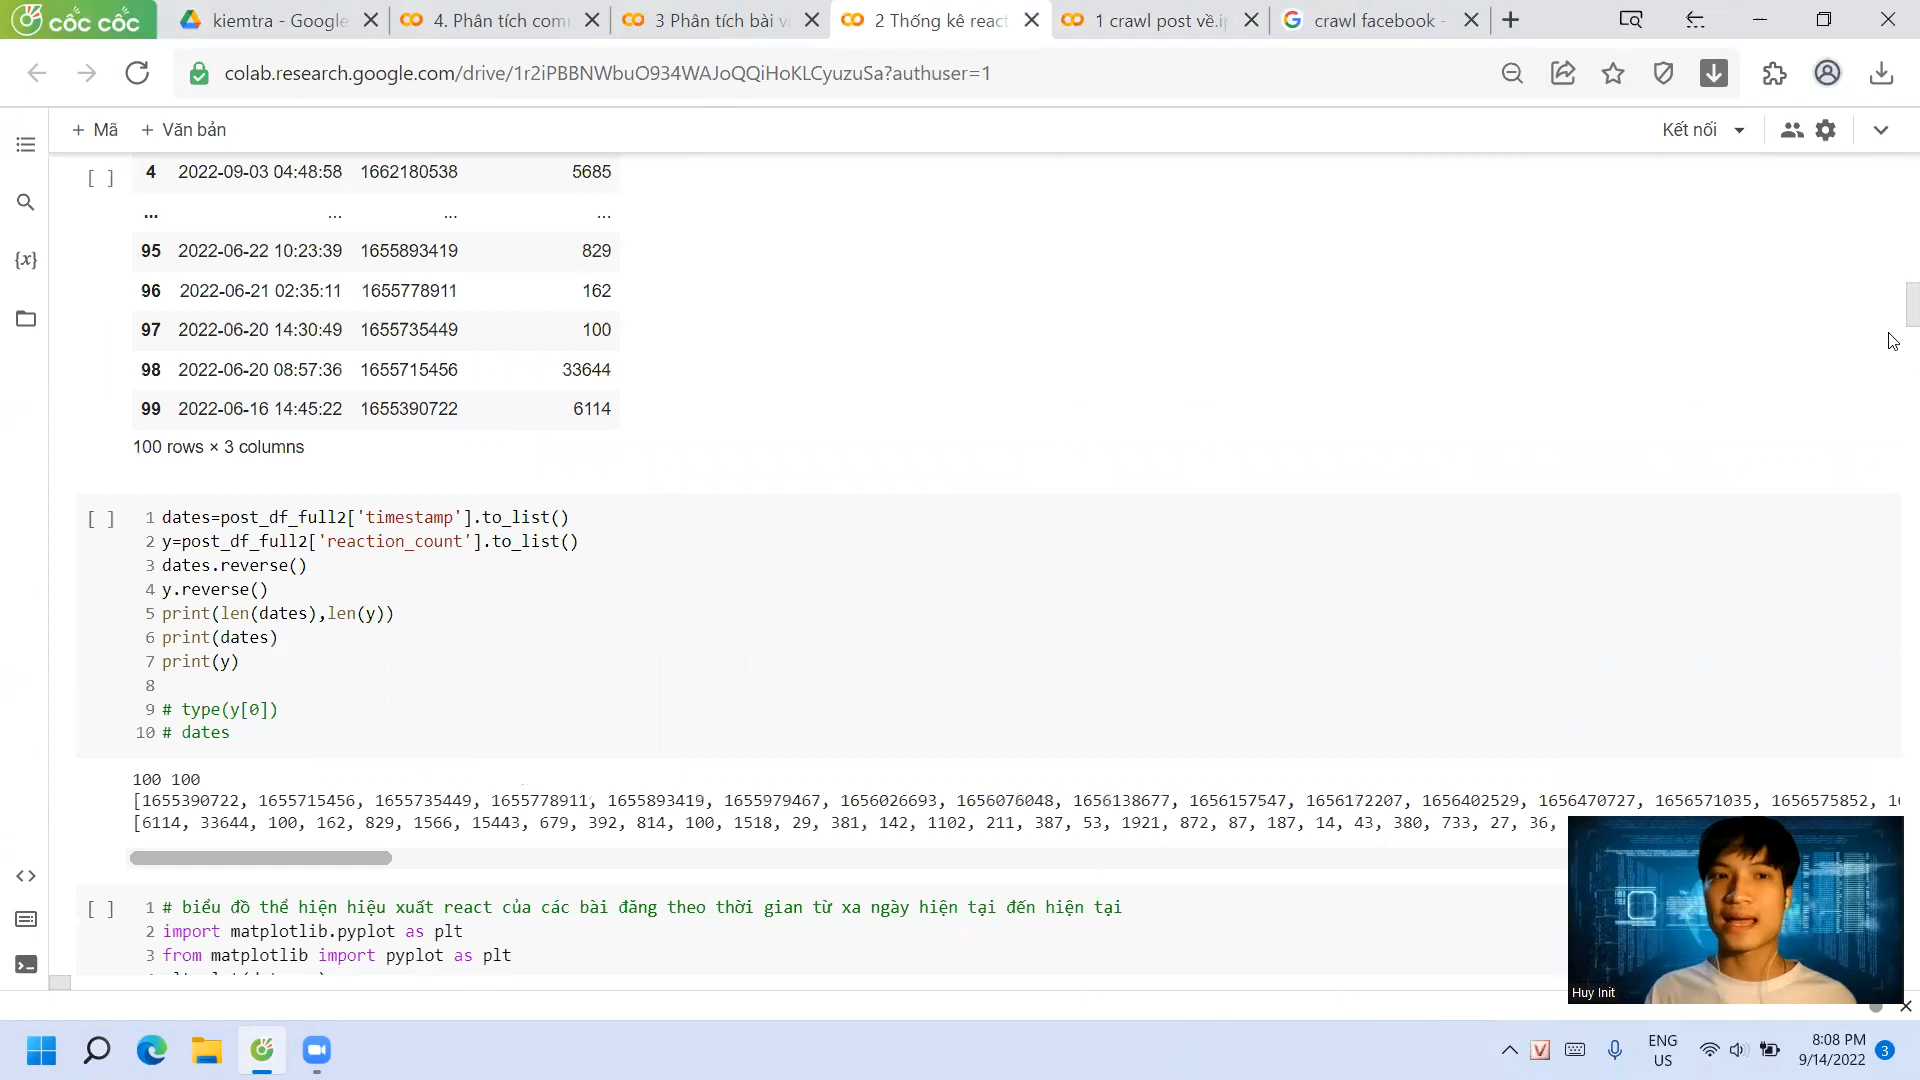 cốc cốc
kiemtra - Google
4. Phân tích com
3 Phân tích bài v
2 Thống kê react
1 crawl post về.i
crawl facebook -
colab.research.google.com/drive/1r2iPBBNWbuO934WAJoQQiHoKLCyuzuSa?authuser=1
+ Mã + Văn bản
Kết nối
[ ] 4 2022-09-03 04:48:58 1662180538 5685
... ... ... ...
95 2022-06-22 10:23:39 1655893419 829
96 2022-06-21 02:35:11 1655778911 162
97 2022-06-20 14:30:49 1655735449 100
98 2022-06-20 08:57:36 1655715456 33644
99 2022-06-16 14:45:22 1655390722 6114
100 rows × 3 columns
[ ] 1 dates=post_df_full2['timestamp'].to_list()
2 y=post_df_full2['reaction_count'].to_list()
3 dates.reverse()
4 y.reverse()
5 print(len(dates),len(y))
6 print(dates)
7 print(y)
8
9 # type(y[0])
10 # dates
100 100
[1655390722, 1655715456, 1655735449, 1655778911, 1655893419, 1655979467, 1656026693, 1656076048, 1656138677, 1656157547, 1656172207, 1656402529, 1656470727, 1656571035, 1656575852, 1
[6114, 33644, 100, 162, 829, 1566, 15443, 679, 392, 814, 100, 1518, 29, 381, 142, 1102, 211, 387, 53, 1921, 872, 87, 187, 14, 43, 380, 733, 27, 36,
[ ] 1 # biểu đồ thể hiện hiệu xuất react của các bài đăng theo thời gian từ xa ngày hiện tại đến hiện tại
2 import matplotlib.pyplot as plt
3 from matplotlib import pyplot as plt
Huy Init
ENG
US
8:08 PM
9/14/2022
3